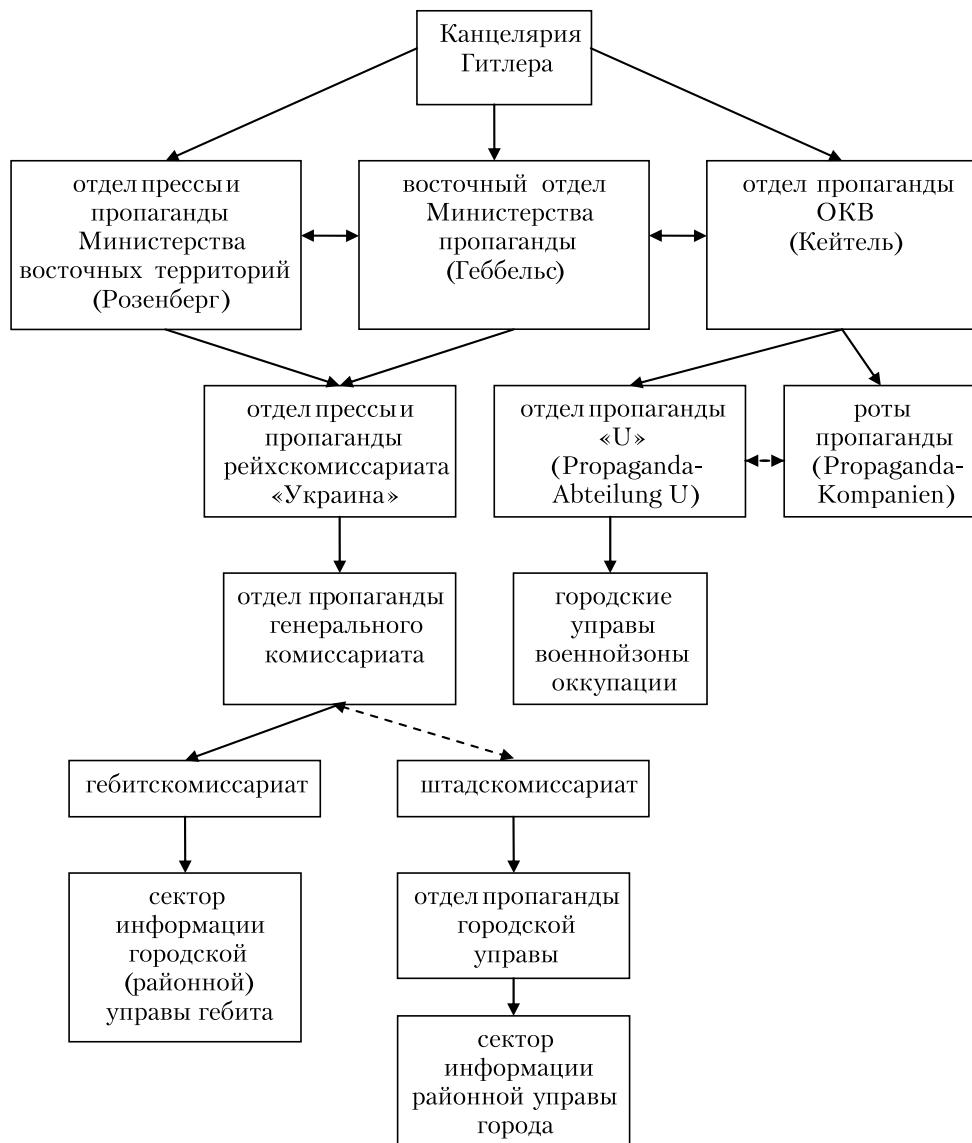 Канцелярия
Гитлера
отдел прессы и
пропаганды
Министерства
восточных территорий
(Розенберг)
восточный отдел
Министерства
пропаганды
(Геббельс)
отдел пропаганды
ОКВ
(Кейтель)
отдел прессы и
пропаганды
рейхскомиссариата
«Украина»
отдел пропаганды
«U»
(Propaganda-
Abteilung U)
роты
пропаганды
(Propaganda-
Kompanien)
отдел пропаганды
генерального
комиссариата
городские
управы
военнойзоны
оккупации
гебитскомиссариат
штадскомиссариат
сектор
информации
городской
(районной)
управы гебита
отдел пропаганды
городской
управы
сектор
информации
районной управы
города